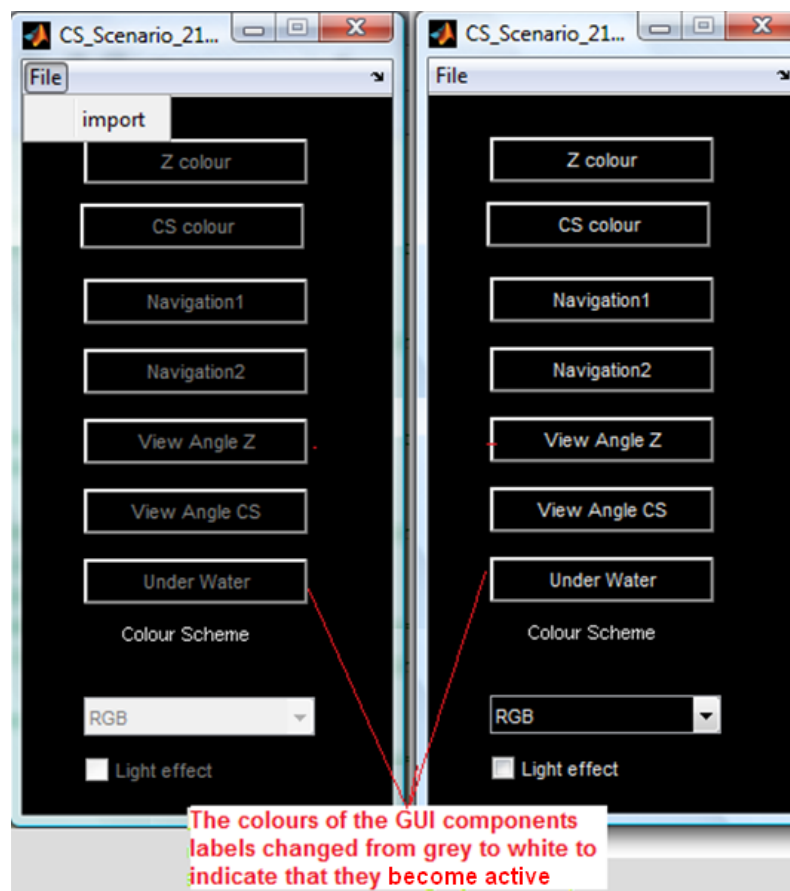 CS_Scenario_21...
File
import
Z colour
CS colour
Navigation1
Navigation2
View Angle Z
View Angle CS
Under Water
Colour Scheme
RGB
Light effect
CS_Scenario_21...
File
Z colour
CS colour
Navigation1
Navigation2
View Angle Z
View Angle CS
Under Water
Colour Scheme
RGB
Light effect
The colours of the GUI components
labels changed from grey to white to
indicate that they become active